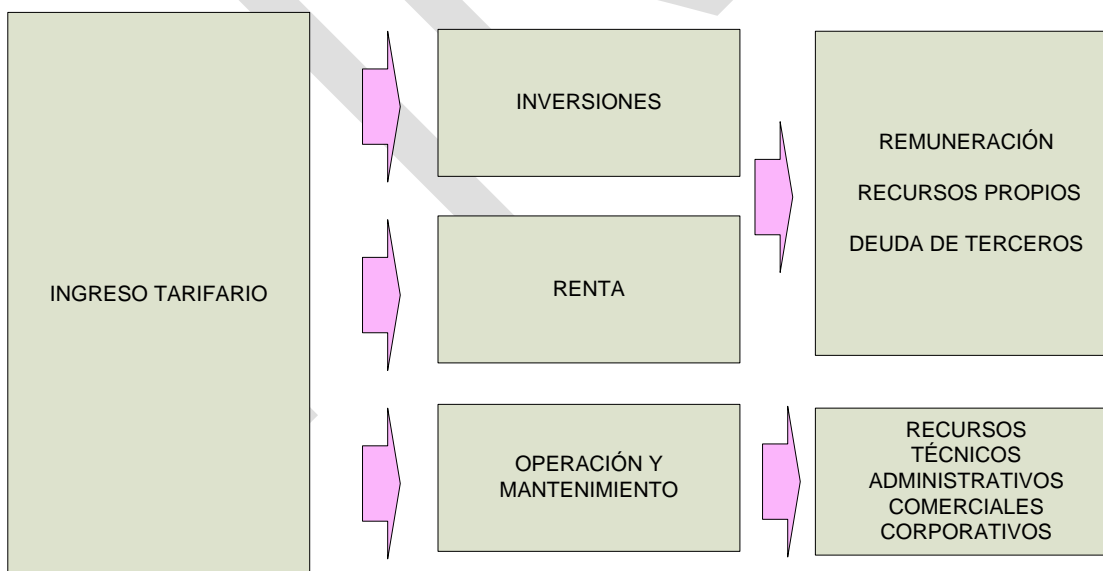 INGRESO TARIFARIO
INVERSIONES
RENTA
OPERACIÓN Y
MANTENIMIENTO
REMUNERACIÓN
RECURSOS PROPIOS
DEUDA DE TERCEROS
RECURSOS
TÉCNICOS
ADMINISTRATIVOS
COMERCIALES
CORPORATIVOS